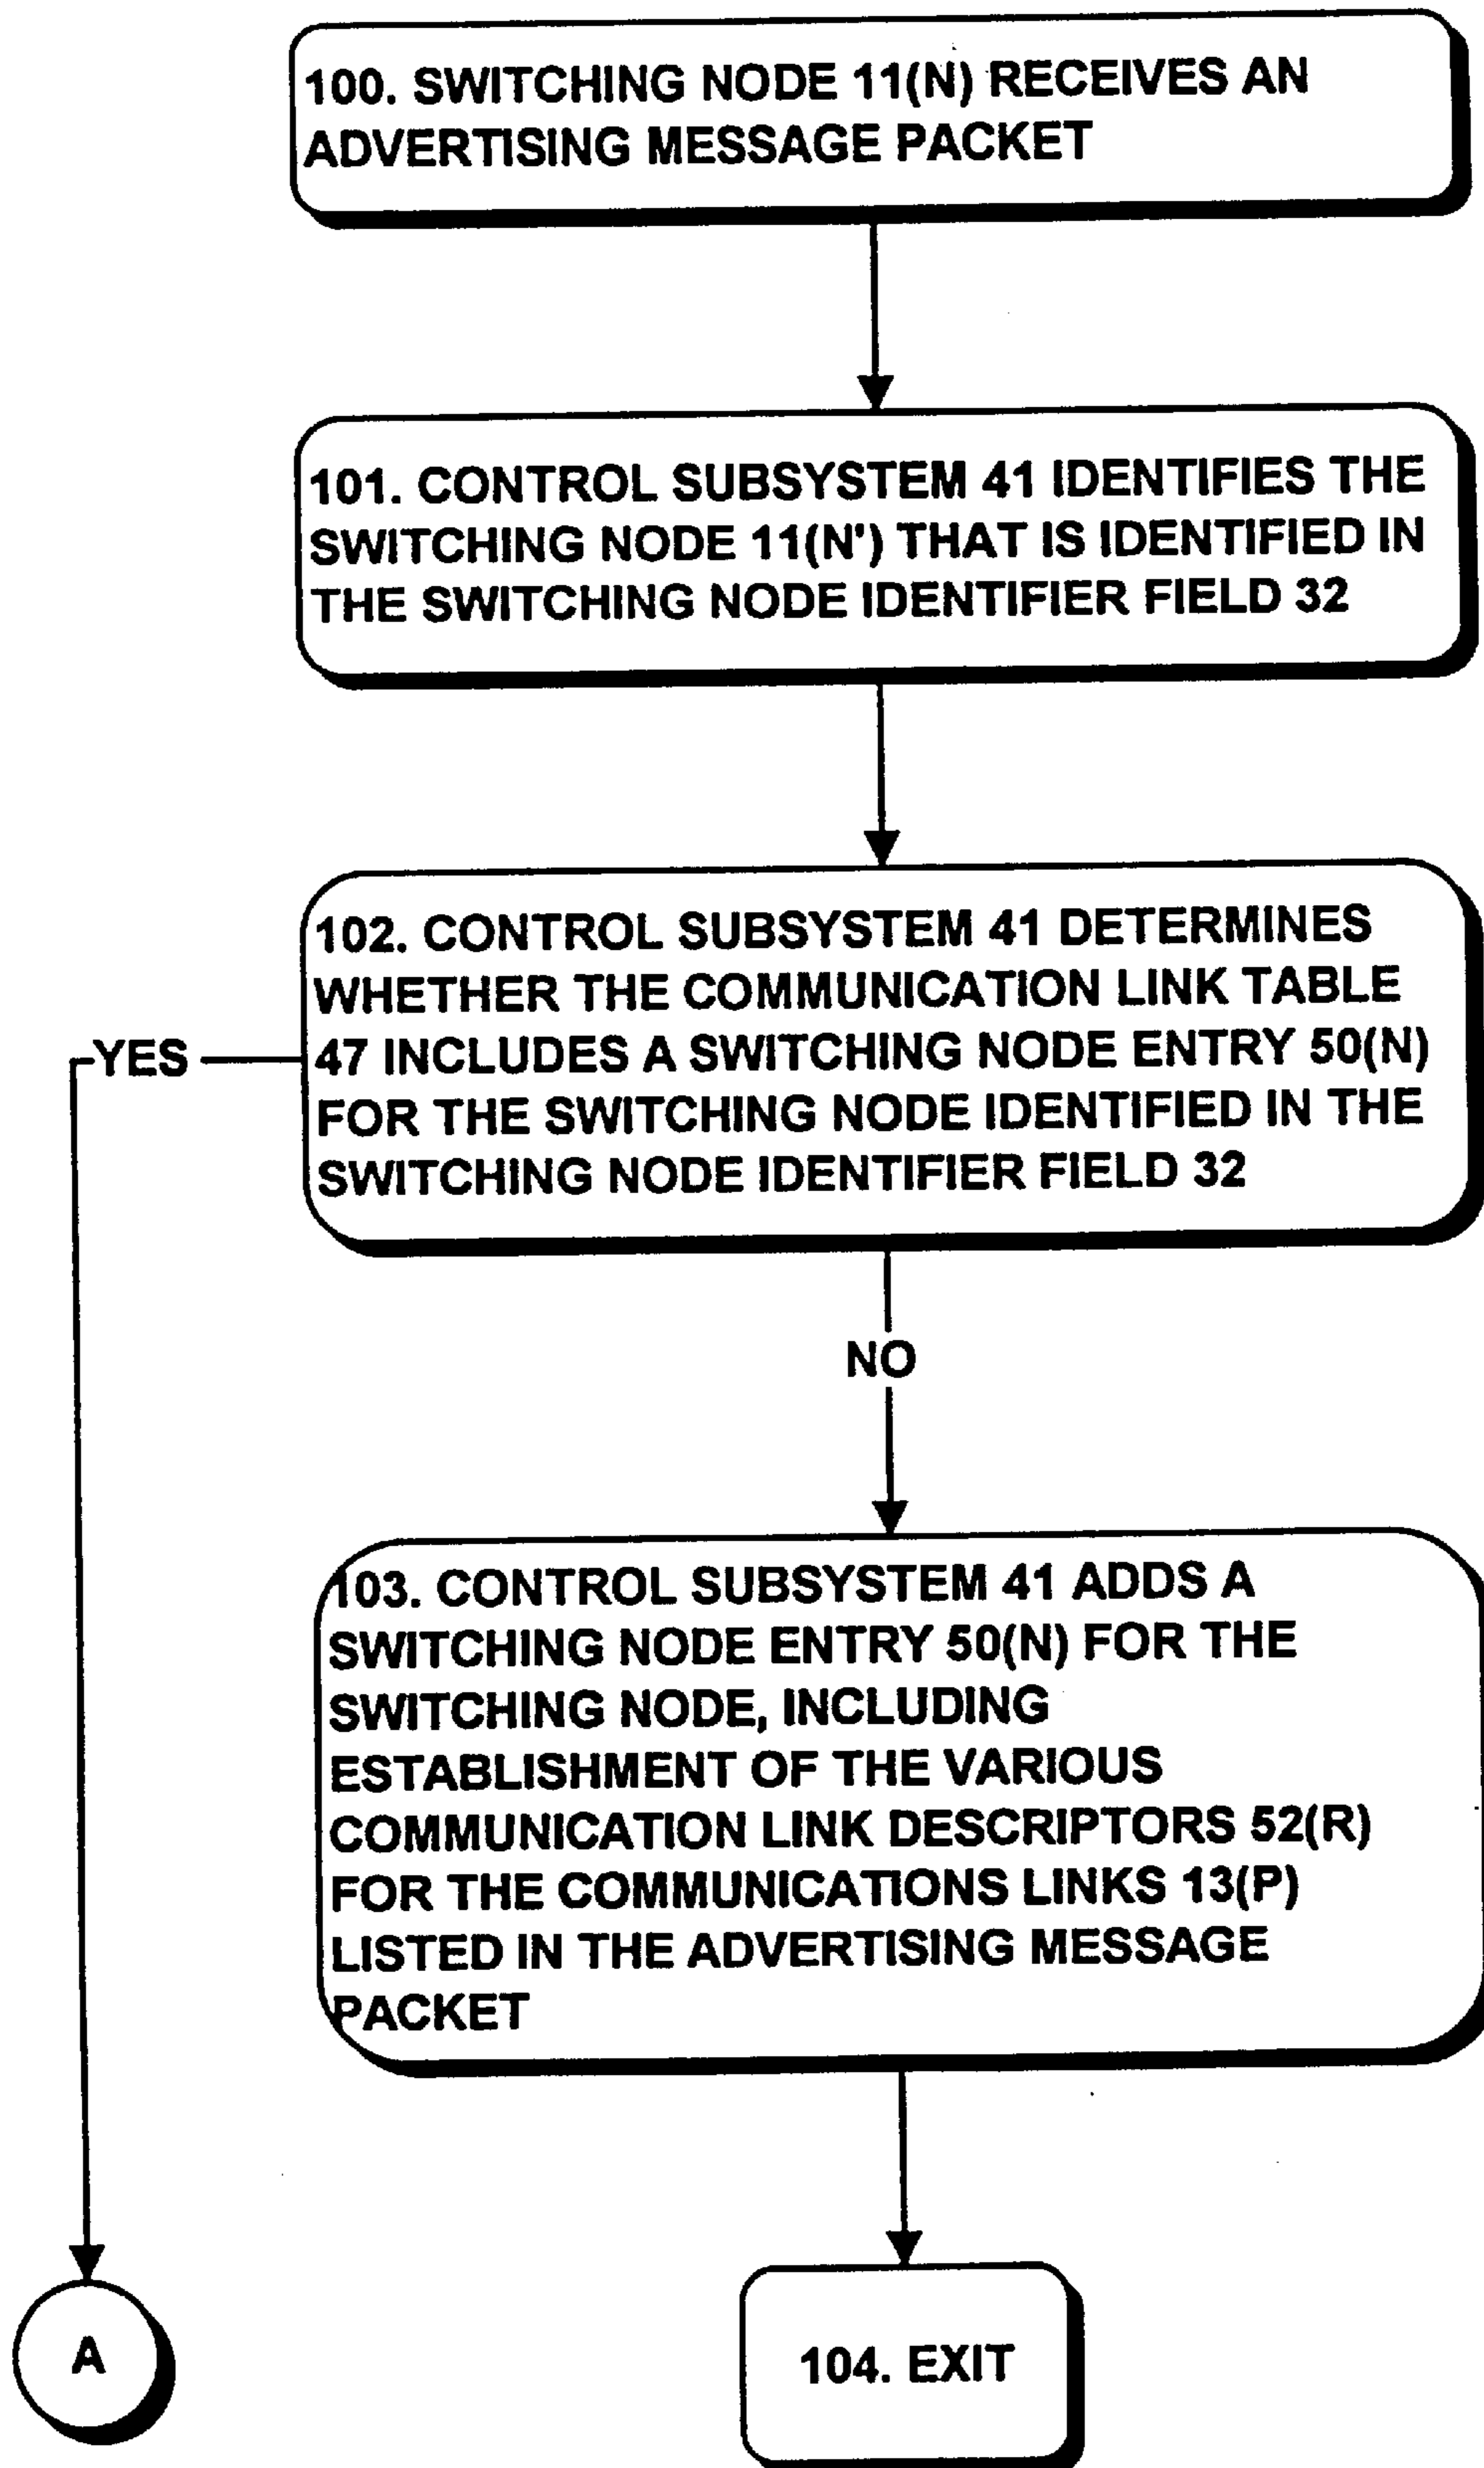 100. SWITCHING NODE 11(N) RECEIVES AN
ADVERTISING MESSAGE PACKET
101. CONTROL SUBSYSTEM 41 IDENTIFIES THE
SWITCHING NODE 11(N') THAT IS IDENTIFIED IN
THE SWITCHING NODE IDENTIFIER FIELD 32
102. CONTROL SUBSYSTEM 41 DETERMINES
WHETHER THE COMMUNICATION LINK TABLE
47 INCLUDES A SWITCHING NODE ENTRY 50(N)
FOR THE SWITCHING NODE IDENTIFIED IN THE
SWITCHING NODE IDENTIFIER FIELD 32
YES
NO
103. CONTROL SUBSYSTEM 41 ADDS A
SWITCHING NODE ENTRY 50(N) FOR THE
SWITCHING NODE, INCLUDING
ESTABLISHMENT OF THE VARIOUS
COMMUNICATION LINK DESCRIPTORS 52(R)
FOR THE COMMUNICATIONS LINKS 13(P)
LISTED IN THE ADVERTISING MESSAGE
PACKET
A
104. EXIT